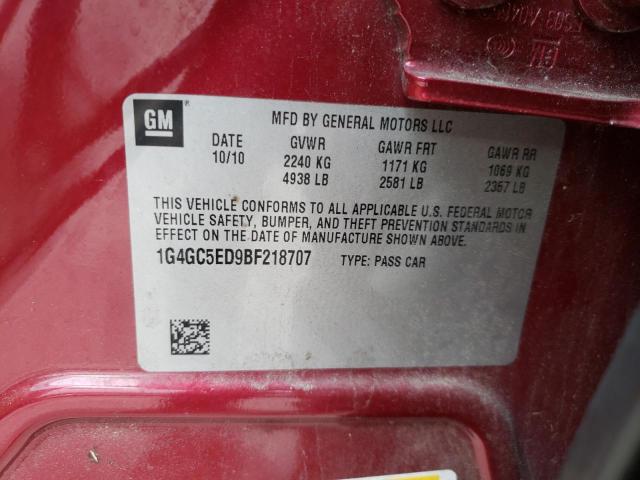 GM
MFD BY GENERAL MOTORS LLC
DATE GVWR GAWR FRT GAWR RR
10/10 2240 KG 1171 KG 1069 KG
4938 LB 2581 LB 2357 LB
THIS VEHICLE CONFORMS TO ALL APPLICABLE U.S. FEDERAL MOTOR
VEHICLE SAFETY, BUMPER, AND THEFT PREVENTION STANDARDS IN
EFFECT ON THE DATE OF MANUFACTURE SHOWN ABOVE.
1G4GC5ED9BF218707 TYPE: PASS CAR